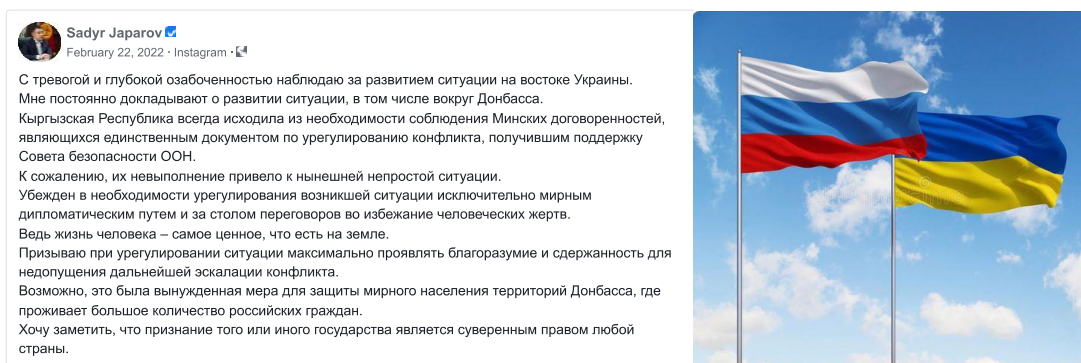 Sadyr Japarov
February 22, 2022 · Instagram ·
С тревогой и глубокой озабоченностью наблюдаю за развитием ситуации на востоке Украины.
Мне постоянно докладывают о развитии ситуации, в том числе вокруг Донбасса.
Кыргызская Республика всегда исходила из необходимости соблюдения Минских договоренностей,
являющихся единственным документом по урегулированию конфликта, получившим поддержку
Совета безопасности ООН.
К сожалению, их невыполнение привело к нынешней непростой ситуации.
Убежден в необходимости урегулирования возникшей ситуации исключительно мирным
дипломатическим путем и за столом переговоров во избежание человеческих жертв.
Ведь жизнь человека – самое ценное, что есть на земле.
Призываю при урегулировании ситуации максимально проявлять благоразумие и сдержанность для
недопущения дальнейшей эскалации конфликта.
Возможно, это была вынужденная мера для защиты мирного населения территорий Донбасса, где
проживает большое количество российских граждан.
Хочу заметить, что признание того или иного государства является суверенным правом любой
страны.